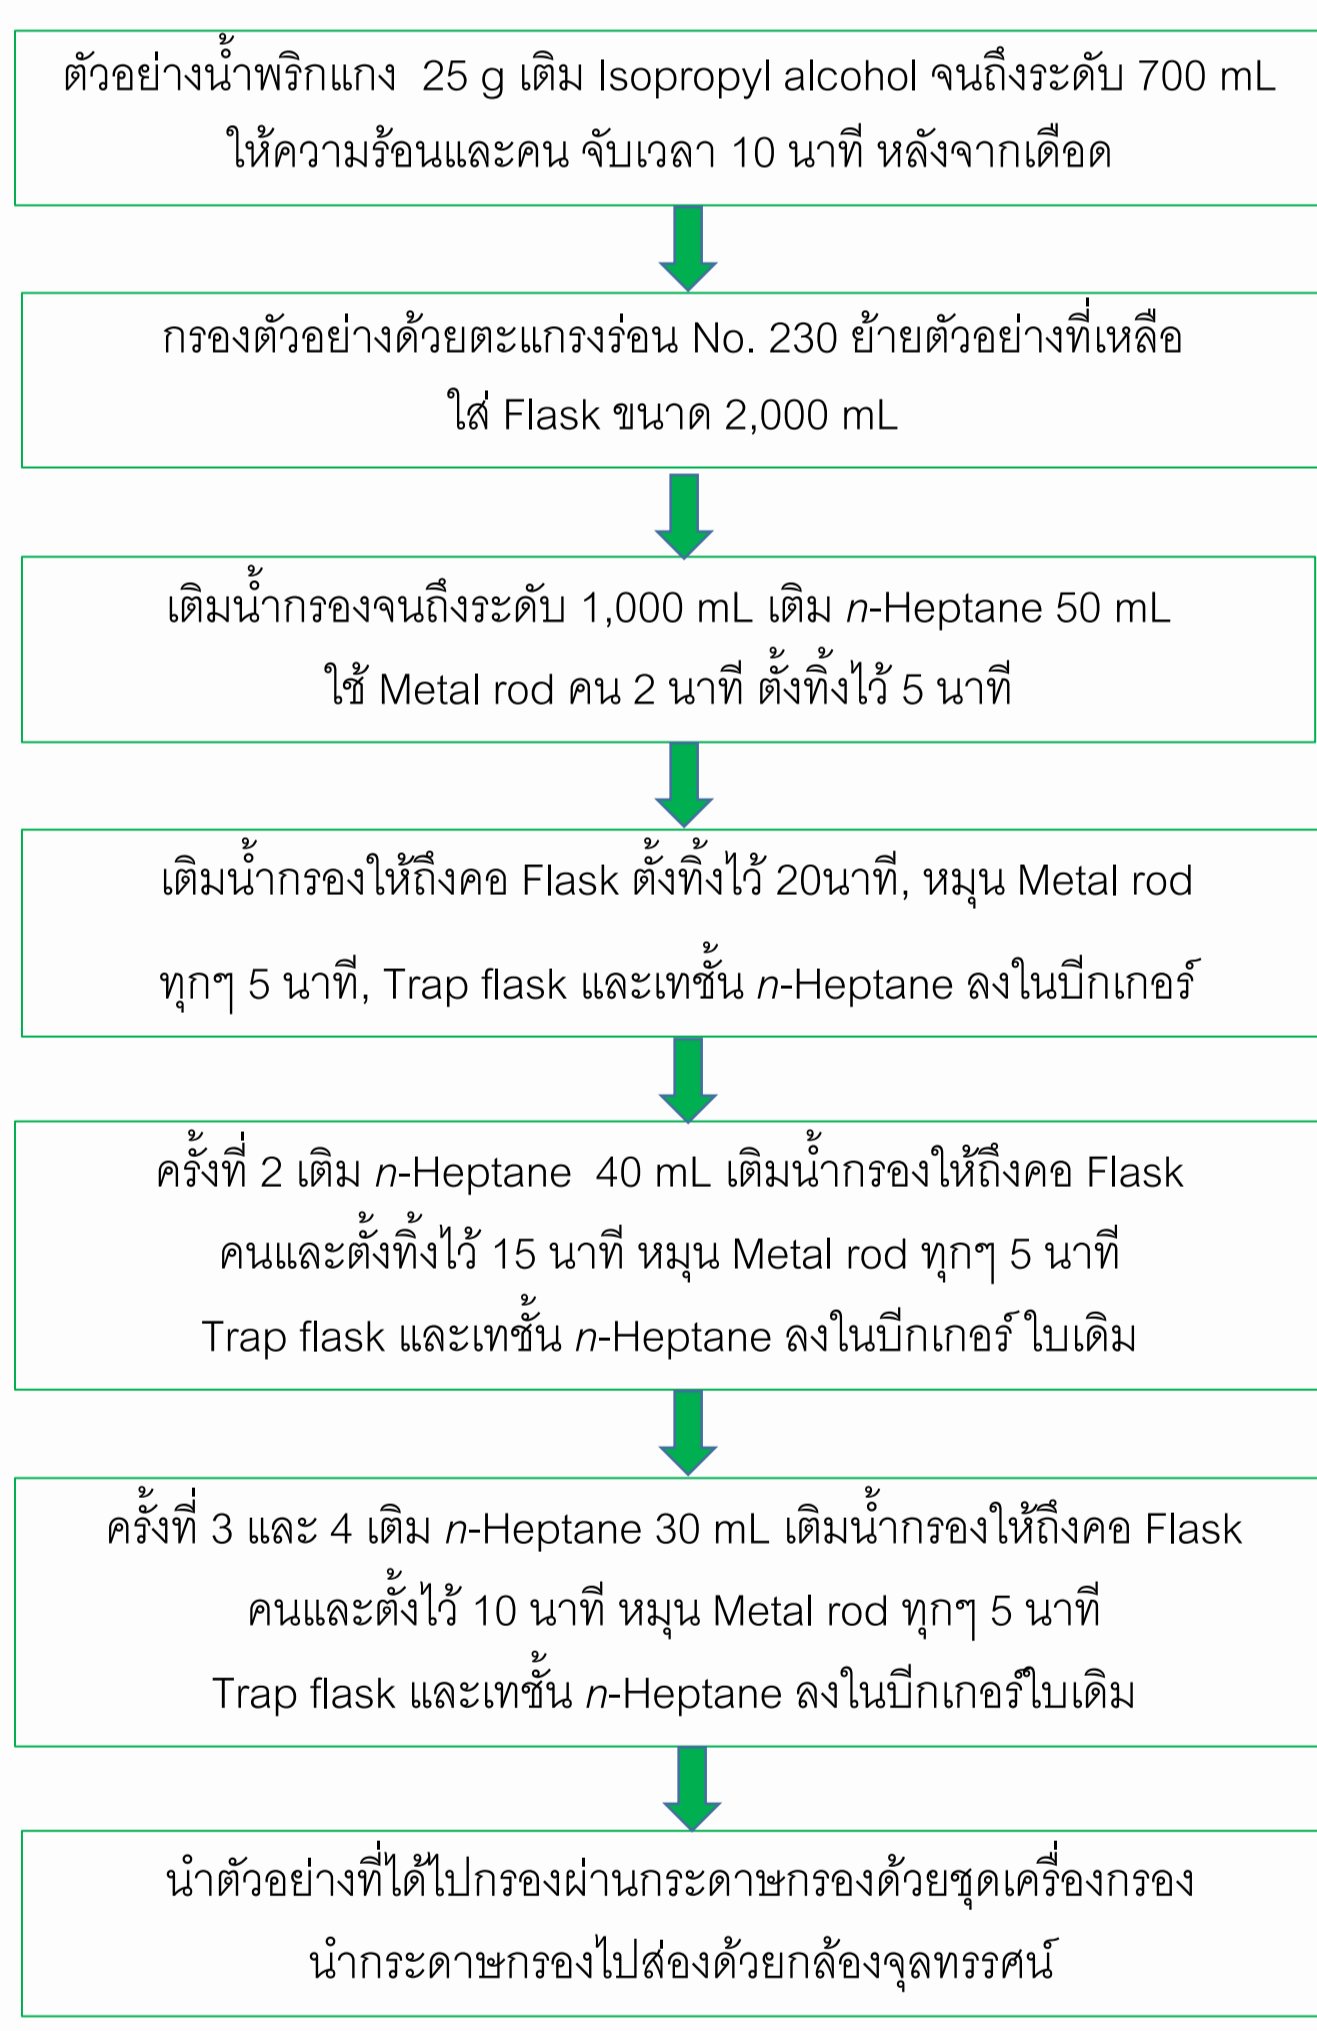 ตัวอย่างน้ำพริกแกง 25 g เติม Isopropyl alcohol จนถึงระดับ 700 mL
ให้ความร้อนและคน จับเวลา 10 นาที หลังจากเดือด
กรองตัวอย่างด้วยตะแกรงร่อน No. 230 ย้ายตัวอย่างที่เหลือ
ใส่ Flask ขนาด 2,000 mL
เติมน้ำกรองจนถึงระดับ 1,000 mL เติม n-Heptane 50 mL
ใช้ Metal rod คน 2 นาที ตั้งทิ้งไว้ 5 นาที
เติมน้ำกรองให้ถึงคอ Flask ตั้งทิ้งไว้ 20นาที, หมุน Metal rod
ทุกๆ 5 นาที, Trap flask และเทชั้น n-Heptane ลงในบีกเกอร์
ครั้งที่ 2 เติม n-Heptane 40 mL เติมน้ำกรองให้ถึงคอ Flask
คนและตั้งทิ้งไว้ 15 นาที หมุน Metal rod ทุกๆ 5 นาที
Trap flask และเทชั้น n-Heptane ลงในบีกเกอร์ ใบเดิม
ครั้งที่ 3 และ 4 เติม n-Heptane 30 mL เติมน้ำกรองให้ถึงคอ Flask
คนและตั้งไว้ 10 นาที หมุน Metal rod ทุกๆ 5 นาที
Trap flask และเทชั้น n-Heptane ลงในบีกเกอร์ใบเดิม
นำตัวอย่างที่ได้ไปกรองผ่านกระดาษกรองด้วยชุดเครื่องกรอง
นำกระดาษกรองไปส่องด้วยกล้องจุลทรรศน์